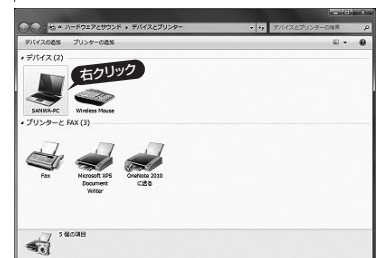 ハードウェアとサウンド ▸ デバイスとプリンター
デバイスとプリンターの検索
デバイスの追加 プリンターの追加
デバイス (2)
右クリック
SANWA-PC
Wireless Mouse
プリンターと FAX (3)
Fax
Microsoft XPS
Document
Writer
OneNote 2010
に送る
5 個の項目